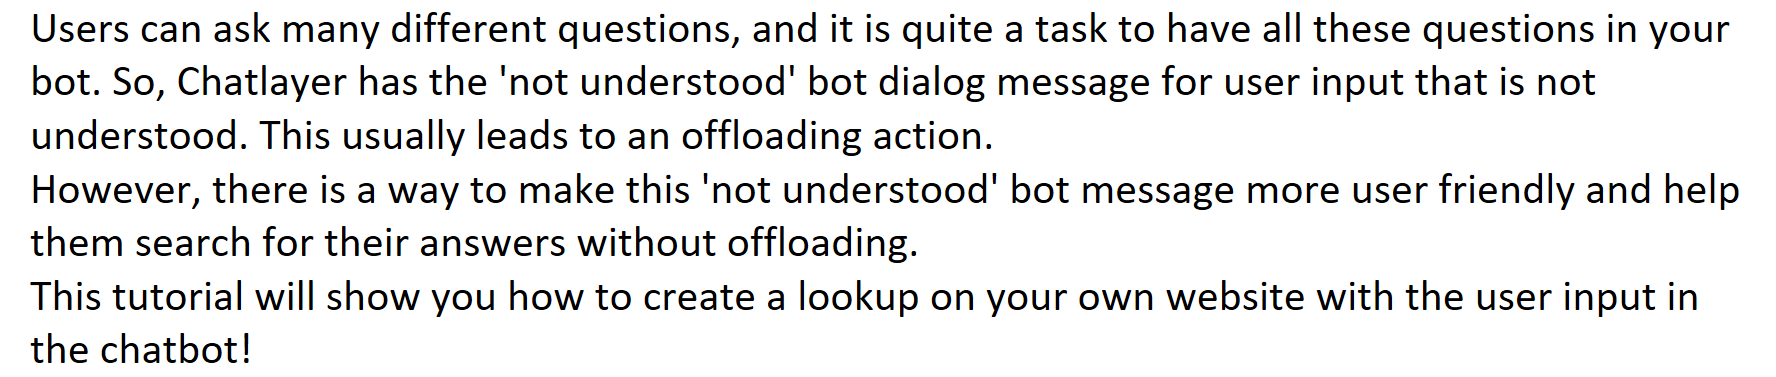 Users can ask many different questions, and it is quite a task to have all these questions in your
bot. So, Chatlayer has the 'not understood' bot dialog message for user input that is not
understood. This usually leads to an offloading action.
However, there is a way to make this 'not understood' bot message more user friendly and help
them search for their answers without offloading.
This tutorial will show you how to create a lookup on your own website with the user input in
the chatbot!